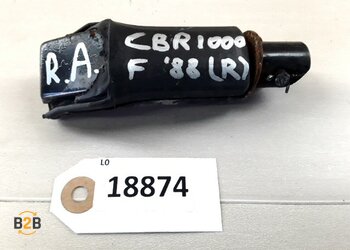 R.A.
CBR1000
F '88 (R)
LO
18874
B2B